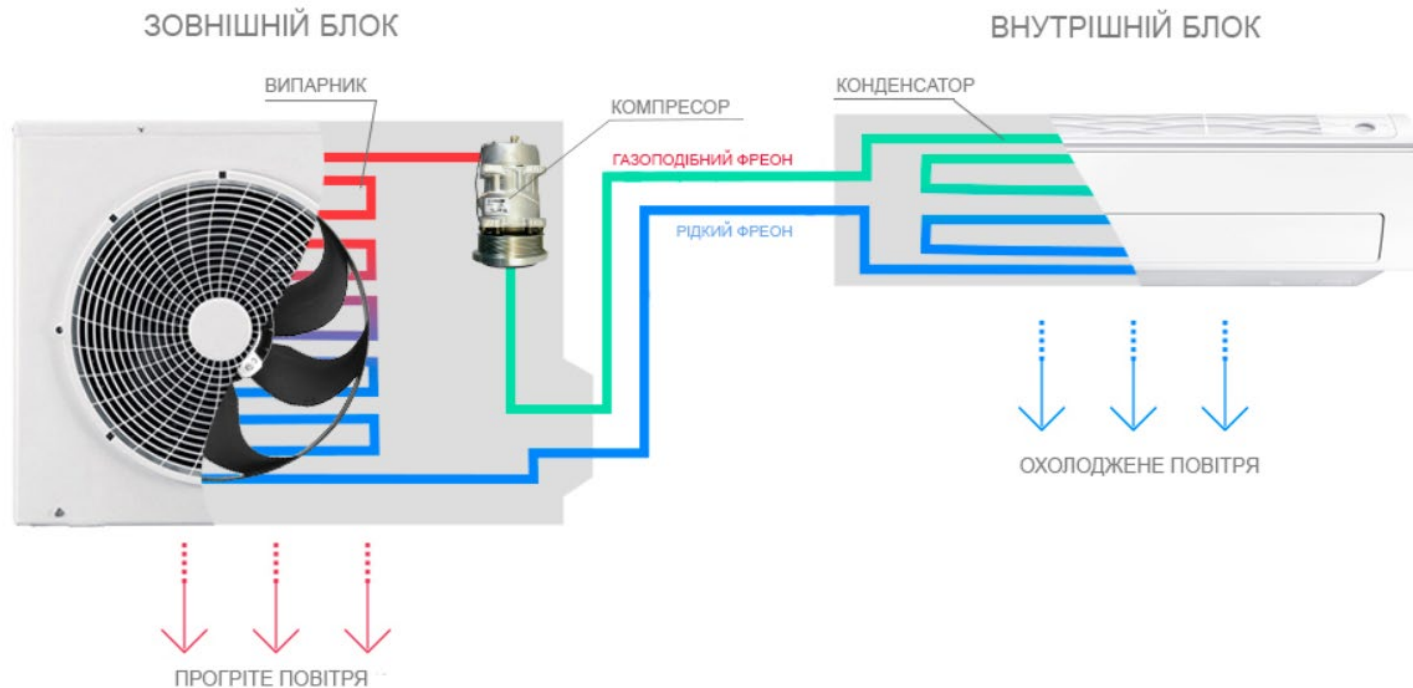 ЗОВНІШНІЙ БЛОК
ВНУТРІШНІЙ БЛОК
ВИПАРНИК
КОМПРЕСОР
КОНДЕНСАТОР
ГАЗОПОДІБНИЙ ФРЕОН
РІДКИЙ ФРЕОН
ОХОЛОДЖЕНЕ ПОВІТРЯ
ПРОГРІТЕ ПОВІТРЯ